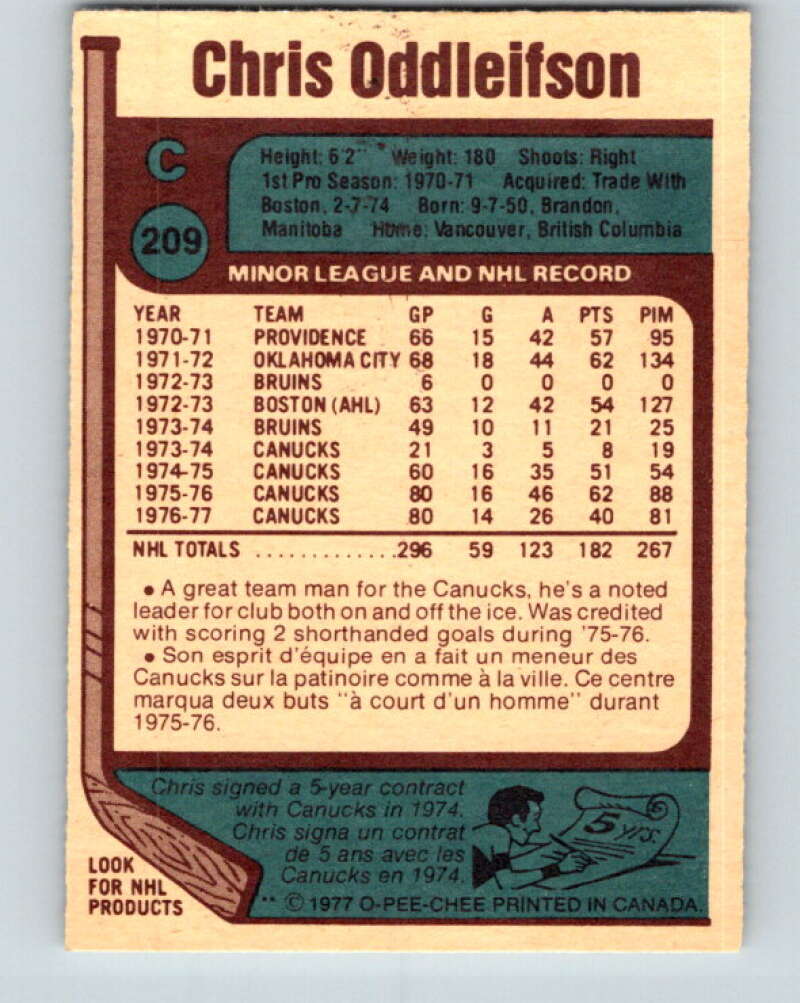 Chris Oddleifson
C
209
Height: 6'2" Weight: 180 Shoots: Right
1st Pro Season: 1970-71 Acquired: Trade With
Boston, 2-7-74 Born: 9-7-50, Brandon,
Manitoba Home: Vancouver, British Columbia
MINOR LEAGUE AND NHL RECORD
YEAR TEAM GP G A PTS PIM
1970-71 PROVIDENCE 66 15 42 57 95
1971-72 OKLAHOMA CITY 68 18 44 62 134
1972-73 BRUINS 6 0 0 0 0
1972-73 BOSTON (AHL) 63 12 42 54 127
1973-74 BRUINS 49 10 11 21 25
1973-74 CANUCKS 21 3 5 8 19
1974-75 CANUCKS 60 16 35 51 54
1975-76 CANUCKS 80 16 46 62 88
1976-77 CANUCKS 80 14 26 40 81
NHL TOTALS .............296 59 123 182 267
• A great team man for the Canucks, he's a noted
leader for club both on and off the ice. Was credited
with scoring 2 shorthanded goals during '75-76.
• Son esprit d'équipe en a fait un meneur des
Canucks sur la patinoire comme à la ville. Ce centre
marqua deux buts "à court d'un homme" durant
1975-76.
Chris signed a 5-year contract
with Canucks in 1974.
Chris signa un contrat
de 5 ans avec les
Canucks en 1974.
5 YRS.
LOOK
FOR NHL
PRODUCTS
** © 1977 O-PEE-CHEE PRINTED IN CANADA.